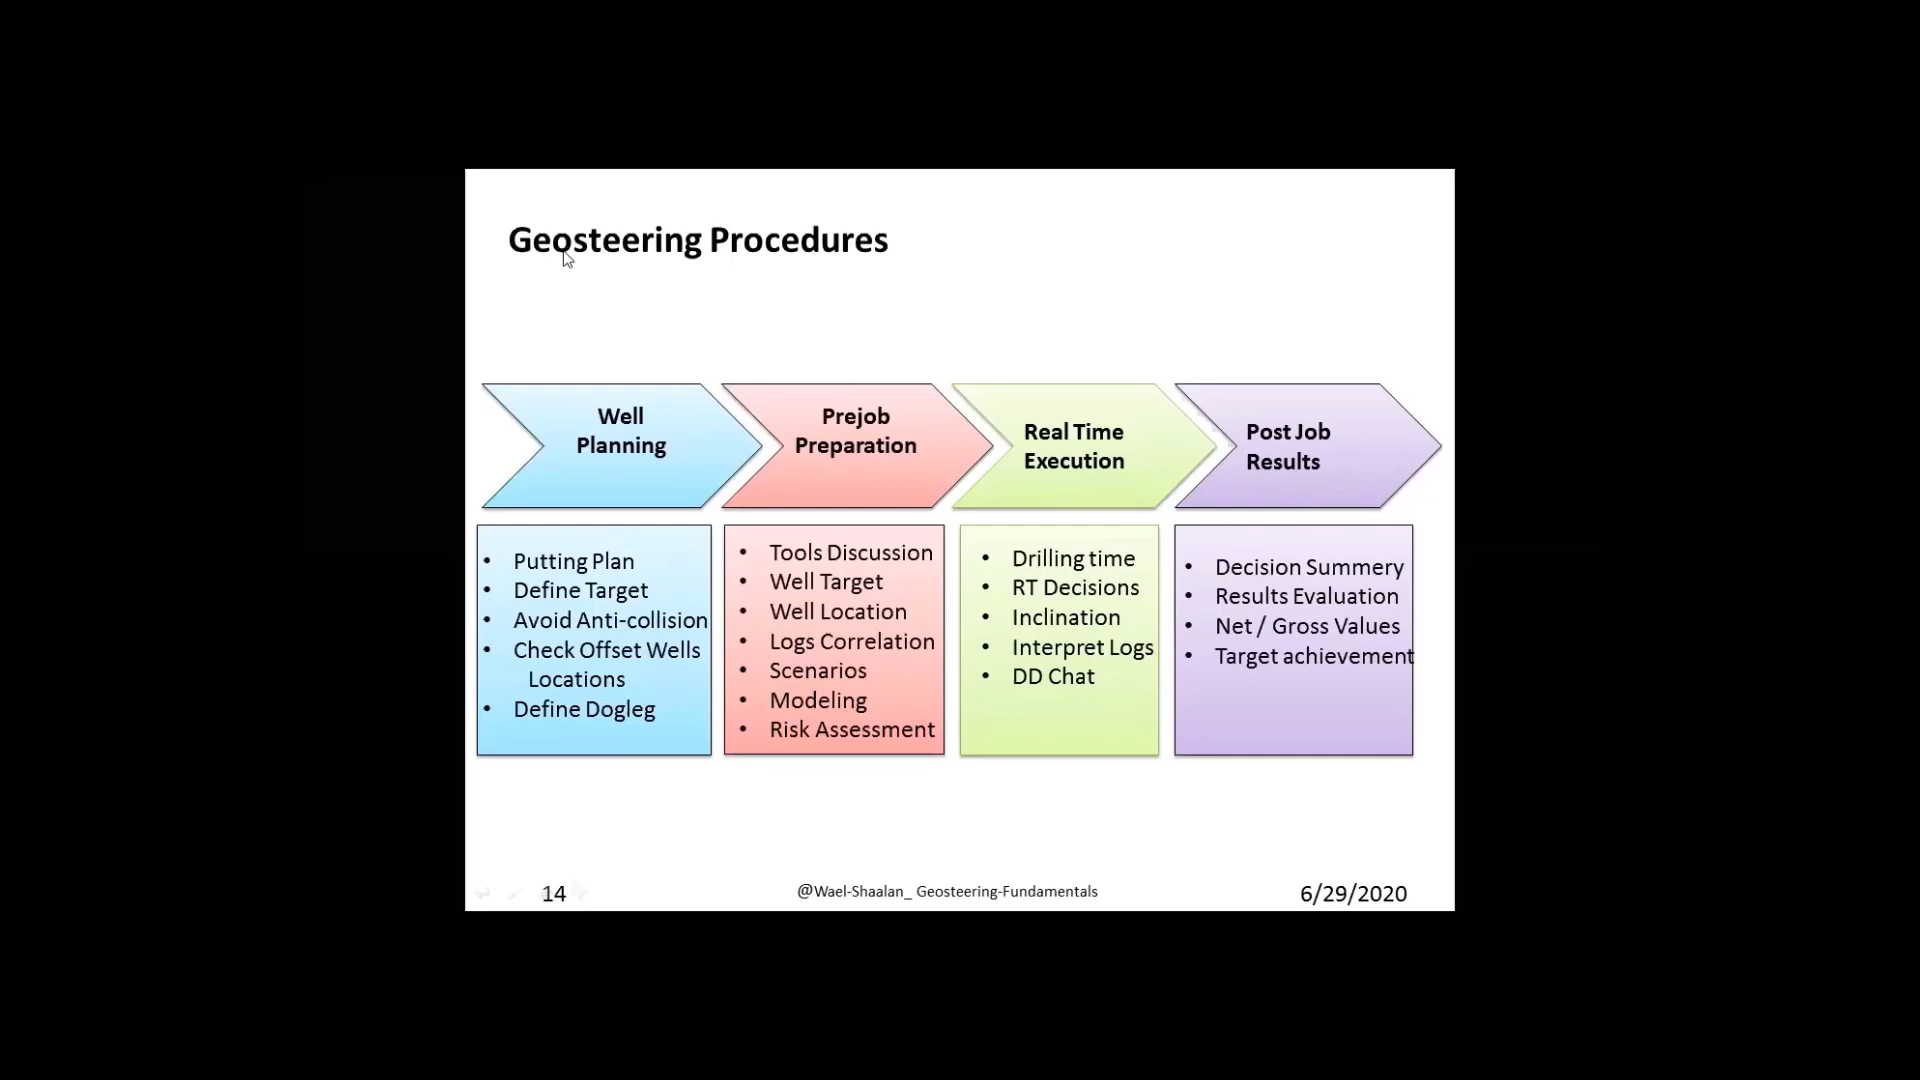 Geosteering Procedures
Well
Planning
Prejob
Preparation
Real Time
Execution
Post Job
Results
• Putting Plan
• Define Target
• Avoid Anti-collision
• Check Offset Wells
Locations
• Define Dogleg
• Tools Discussion
• Well Target
• Well Location
• Logs Correlation
• Scenarios
• Modeling
• Risk Assessment
• Drilling time
• RT Decisions
• Inclination
• Interpret Logs
• DD Chat
• Decision Summery
• Results Evaluation
• Net / Gross Values
• Target achievement
14
@Wael-Shaalan_ Geosteering-Fundamentals
6/29/2020